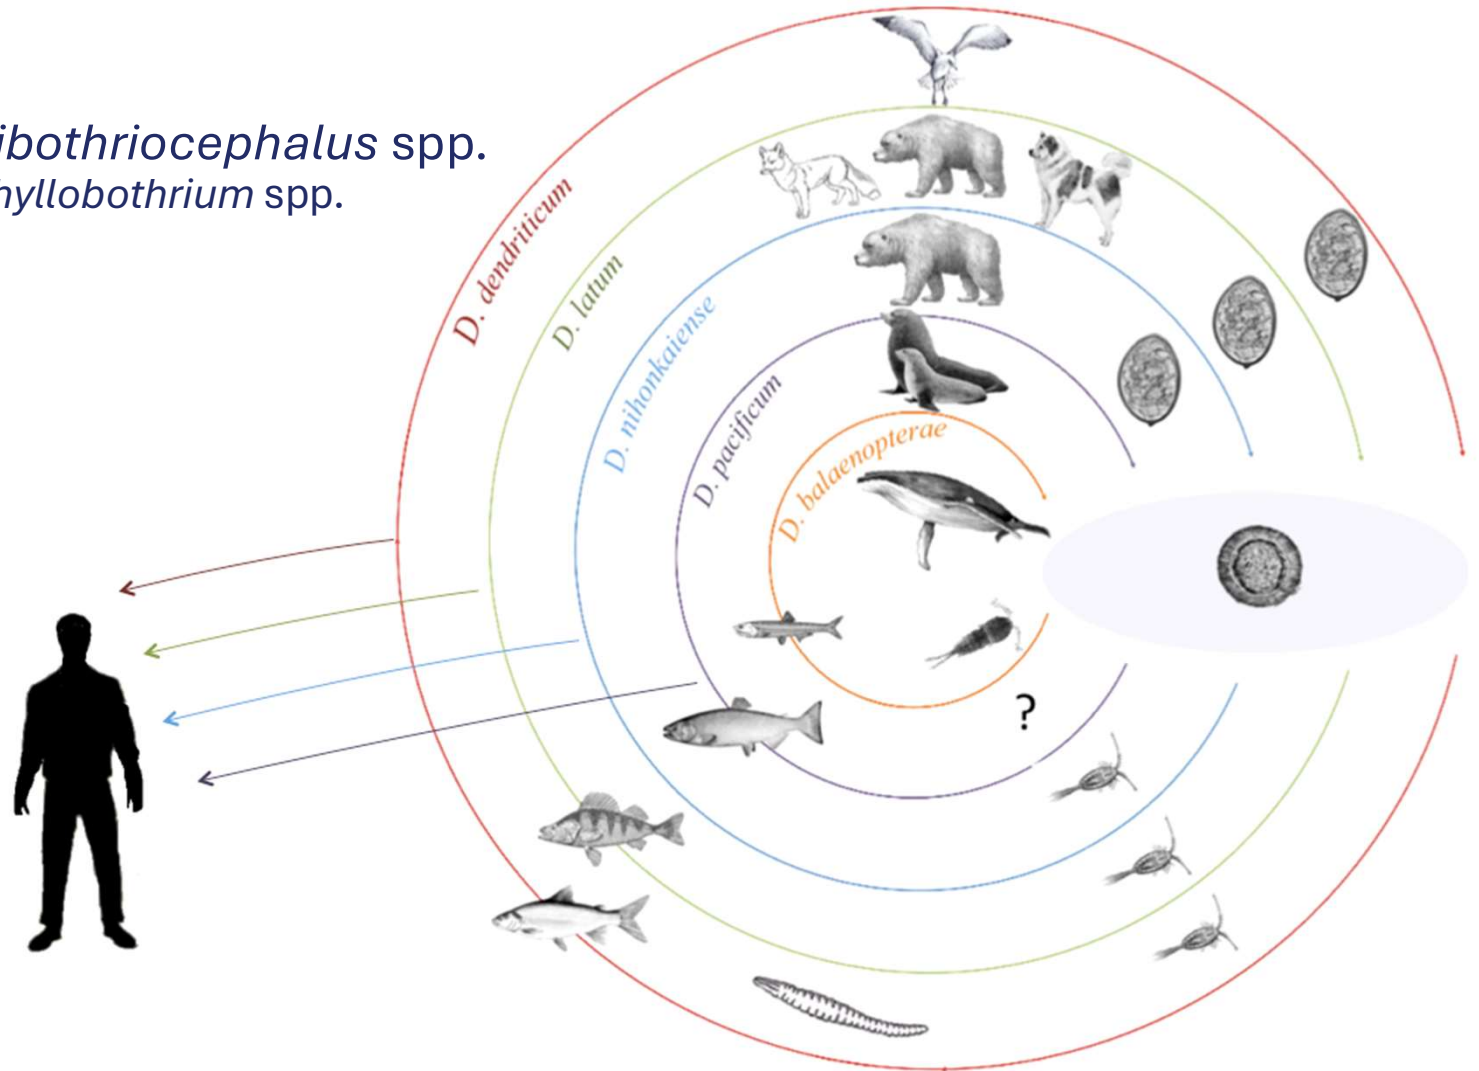 ibothriocephalus spp.
hyllobothrium spp.
D. dendriticum
D. latum
D. nihonkaiense
D. pacificum
D. balaenopterae
?